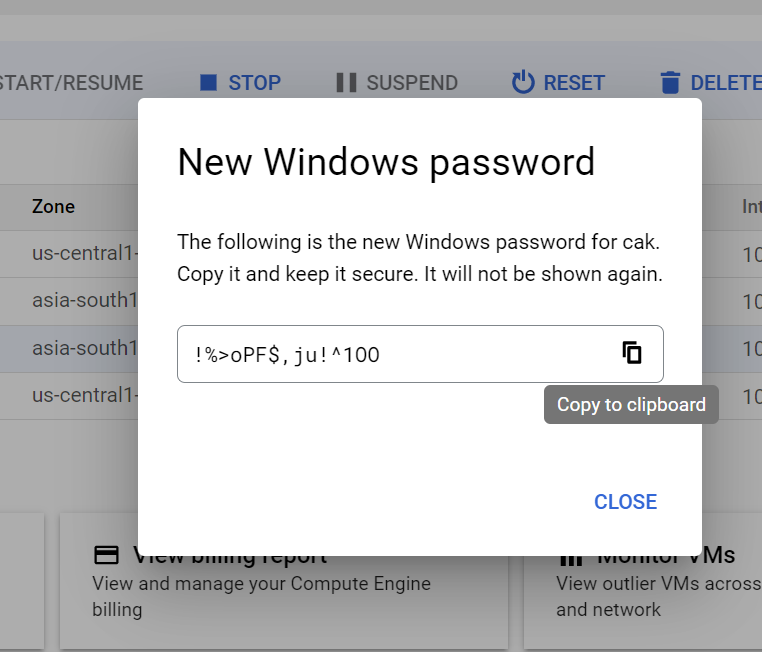 START/RESUME STOP SUSPEND RESET DELETE
New Windows password
Zone
Int
The following is the new Windows password for cak.
Copy it and keep it secure. It will not be shown again.
us-central1-
10
asia-south1
10
asia-south1
10
us-central1-
10
!%>oPF$,ju!^100
Copy to clipboard
CLOSE
View billing report
View and manage your Compute Engine
billing
Monitor VMs
View outlier VMs across
and network